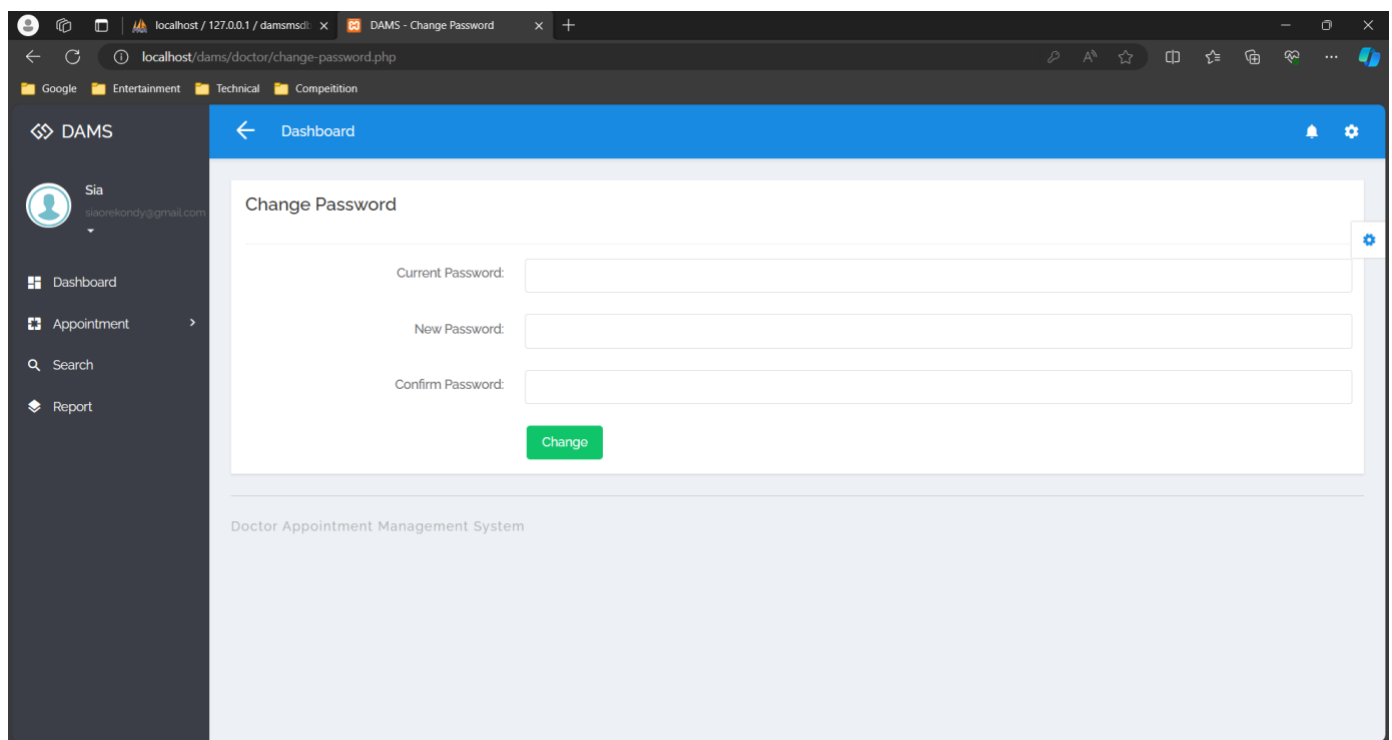 localhost / 127.0.0.1 / damsmsdb
DAMS - Change Password
localhost/dams/doctor/change-password.php
Google Entertainment Technical Compeitition
DAMS
Dashboard
Sia
siaorekondy@gmail.com
Change Password
Current Password:
Dashboard
Appointment
New Password:
Search
Confirm Password:
Report
Change
Doctor Appointment Management System